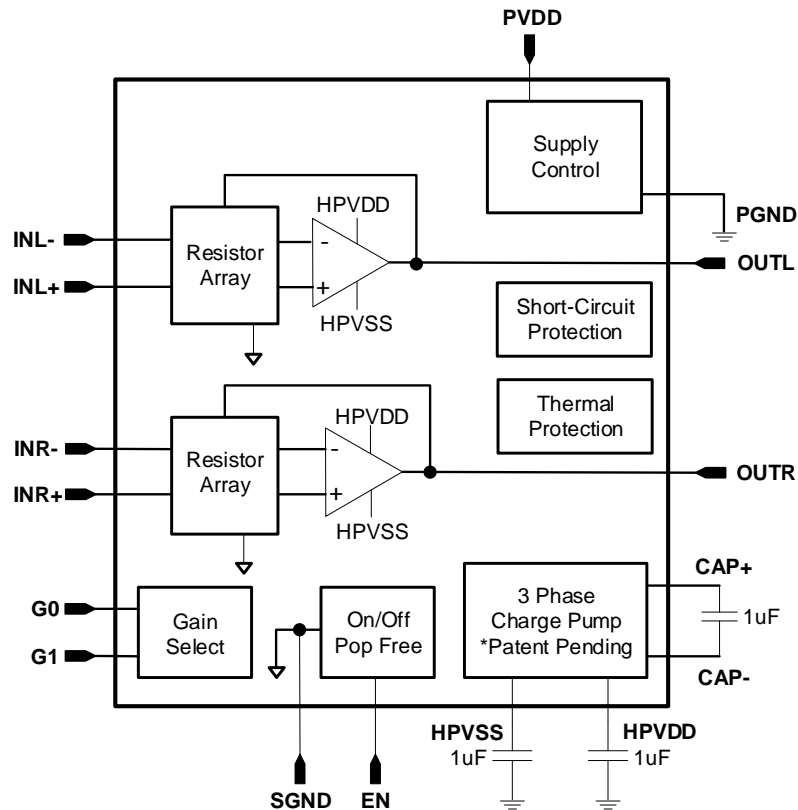 PVDD
Supply
Control
PGND
HPVDD
INL-
Resistor
Array
-
INL+
+
OUTL
HPVSS
Short-Circuit
Protection
Thermal
Protection
HPVDD
INR-
Resistor
Array
-
INR+
+
OUTR
HPVSS
G0
G1
Gain
Select
On/Off
Pop Free
3 Phase
Charge Pump
*Patent Pending
CAP+
1uF
CAP-
HPVSS
1uF
HPVDD
1uF
SGND
EN